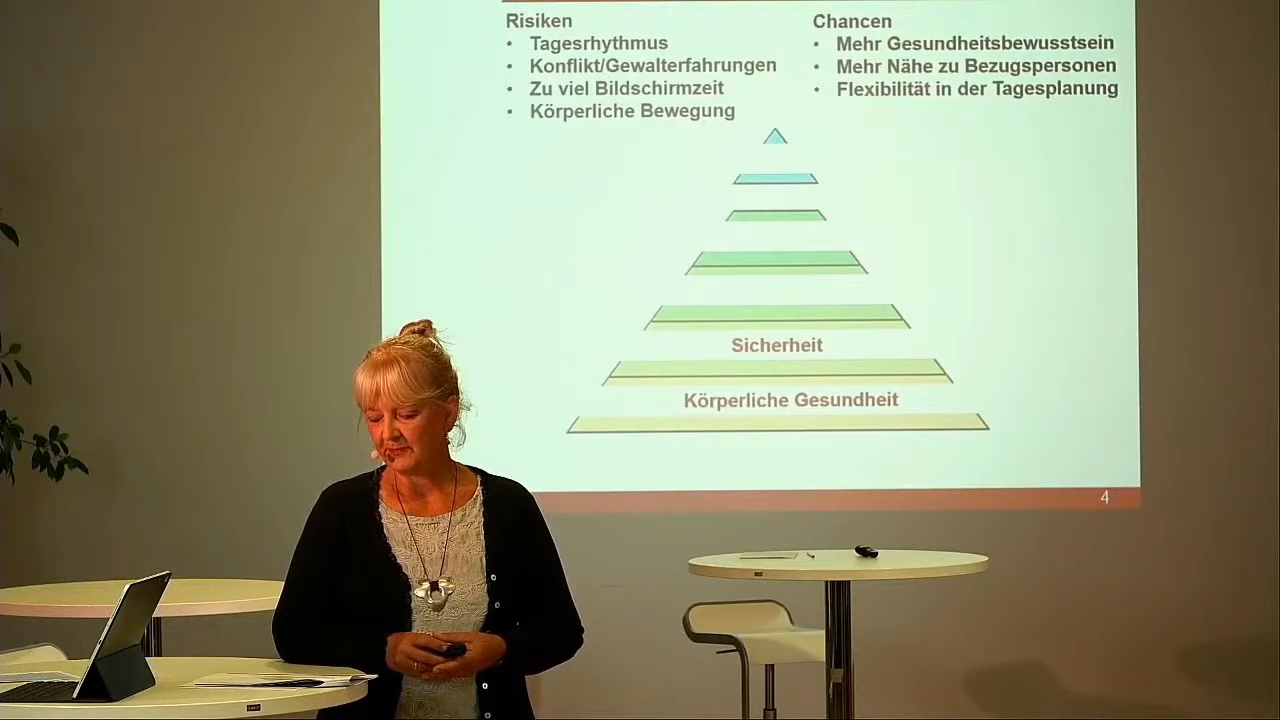 Risiken
• Tagesrhythmus
• Konflikt/Gewalterfahrungen
• Zu viel Bildschirmzeit
• Körperliche Bewegung
Chancen
• Mehr Gesundheitsbewusstsein
• Mehr Nähe zu Bezugspersonen
• Flexibilität in der Tagesplanung
Sicherheit
Körperliche Gesundheit
4